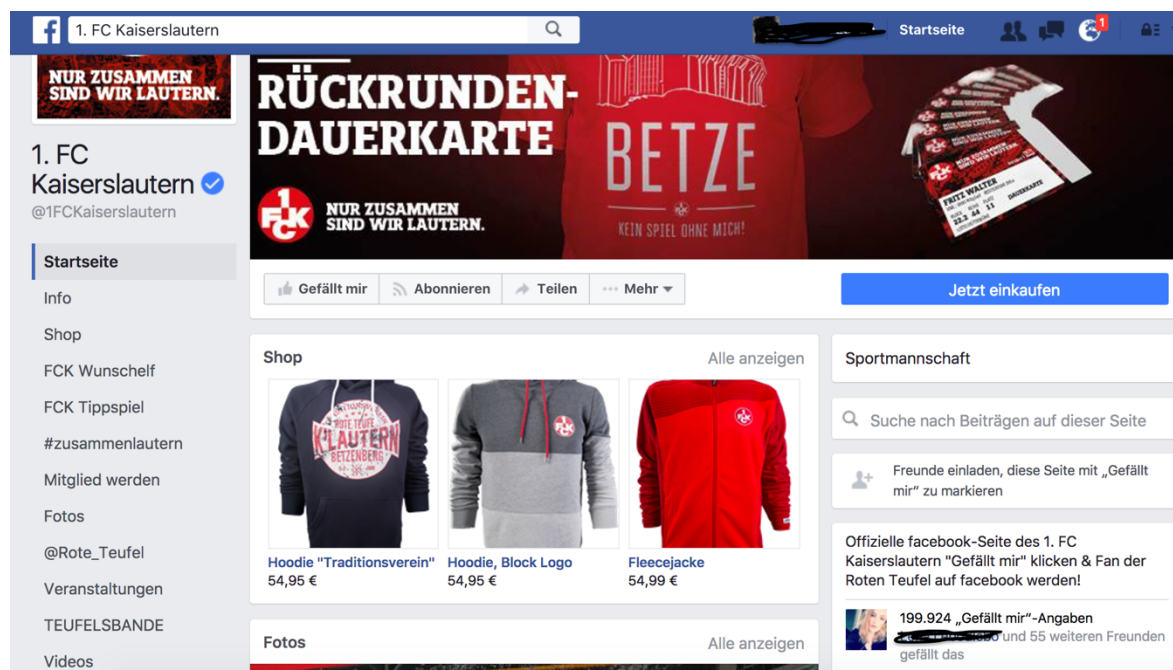 1. FC Kaiserslautern
Startseite
1
NUR ZUSAMMEN
SIND WIR LAUTERN.
RÜCKRUNDEN-
DAUERKARTE
1
FCK
NUR ZUSAMMEN
SIND WIR LAUTERN.
BETZE
KEIN SPIEL OHNE MICH!
FRITZ WALTER
DAUERKARTE
1. FC
Kaiserslautern
@1FCKaiserslautern
Startseite
Info
Shop
FCK Wunschelf
FCK Tippspiel
#zusammenlautern
Mitglied werden
Fotos
@Rote_Teufel
Veranstaltungen
TEUFELSBANDE
Videos
Gefällt mir
Abonnieren
Teilen
Mehr
Jetzt einkaufen
Shop
Alle anzeigen
ROTE TEUFEL
K'LAUTERN
BETZENBERG
Hoodie "Traditionsverein"
54,95 €
Hoodie, Block Logo
54,95 €
Fleecejacke
54,99 €
Fotos
Alle anzeigen
Sportmannschaft
Suche nach Beiträgen auf dieser Seite
Freunde einladen, diese Seite mit „Gefällt
mir“ zu markieren
Offizielle facebook-Seite des 1. FC
Kaiserslautern "Gefällt mir" klicken & Fan der
Roten Teufel auf facebook werden!
199.924 „Gefällt mir“-Angaben
und 55 weiteren Freunden
gefällt das